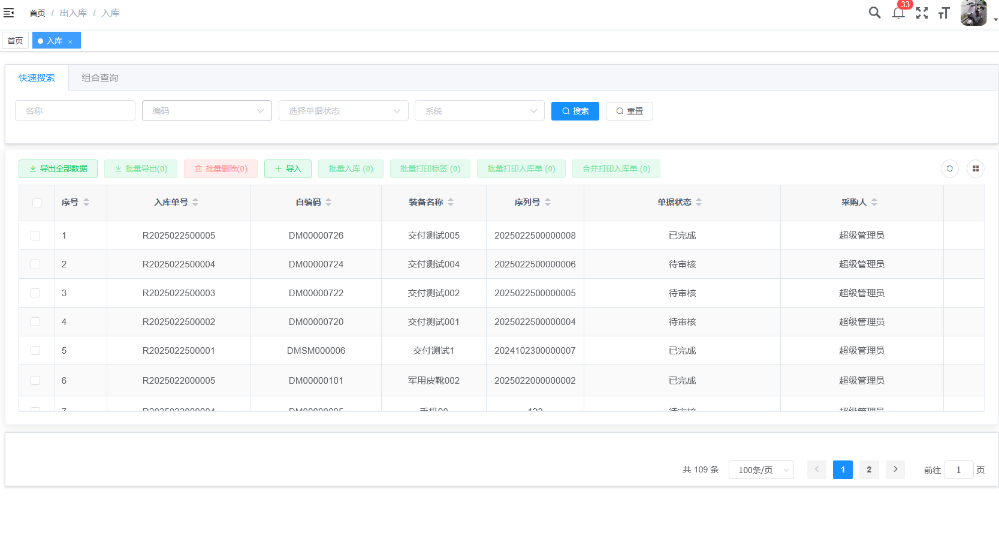 首页 / 出入库 / 入库
33
首页 入库 ×
快速搜索 组合查询
名称 编码 选择单据状态 系统 搜索 重置
导出全部数据 批量导出(0) 批量删除(0) 导入 批量入库 (0) 批量打印标签 (0) 批量打印入库单 (0) 合并打印入库单 (0)
序号 入库单号 自编码 装备名称 序列号 单据状态 采购人
1 R2025022500005 DM00000726 交付测试005 2025022500000008 已完成 超级管理员
2 R2025022500004 DM00000724 交付测试004 2025022500000006 待审核 超级管理员
3 R2025022500003 DM00000722 交付测试002 2025022500000005 待审核 超级管理员
4 R2025022500002 DM00000720 交付测试001 2025022500000004 待审核 超级管理员
5 R2025022500001 DMSM000006 交付测试1 2024102300000007 已完成 超级管理员
6 R2025022000005 DM00000101 军用皮靴002 2025022000000002 已完成 超级管理员
7 待审核 超级管理员
共 109 条 100条/页 1 2 前往 1 页